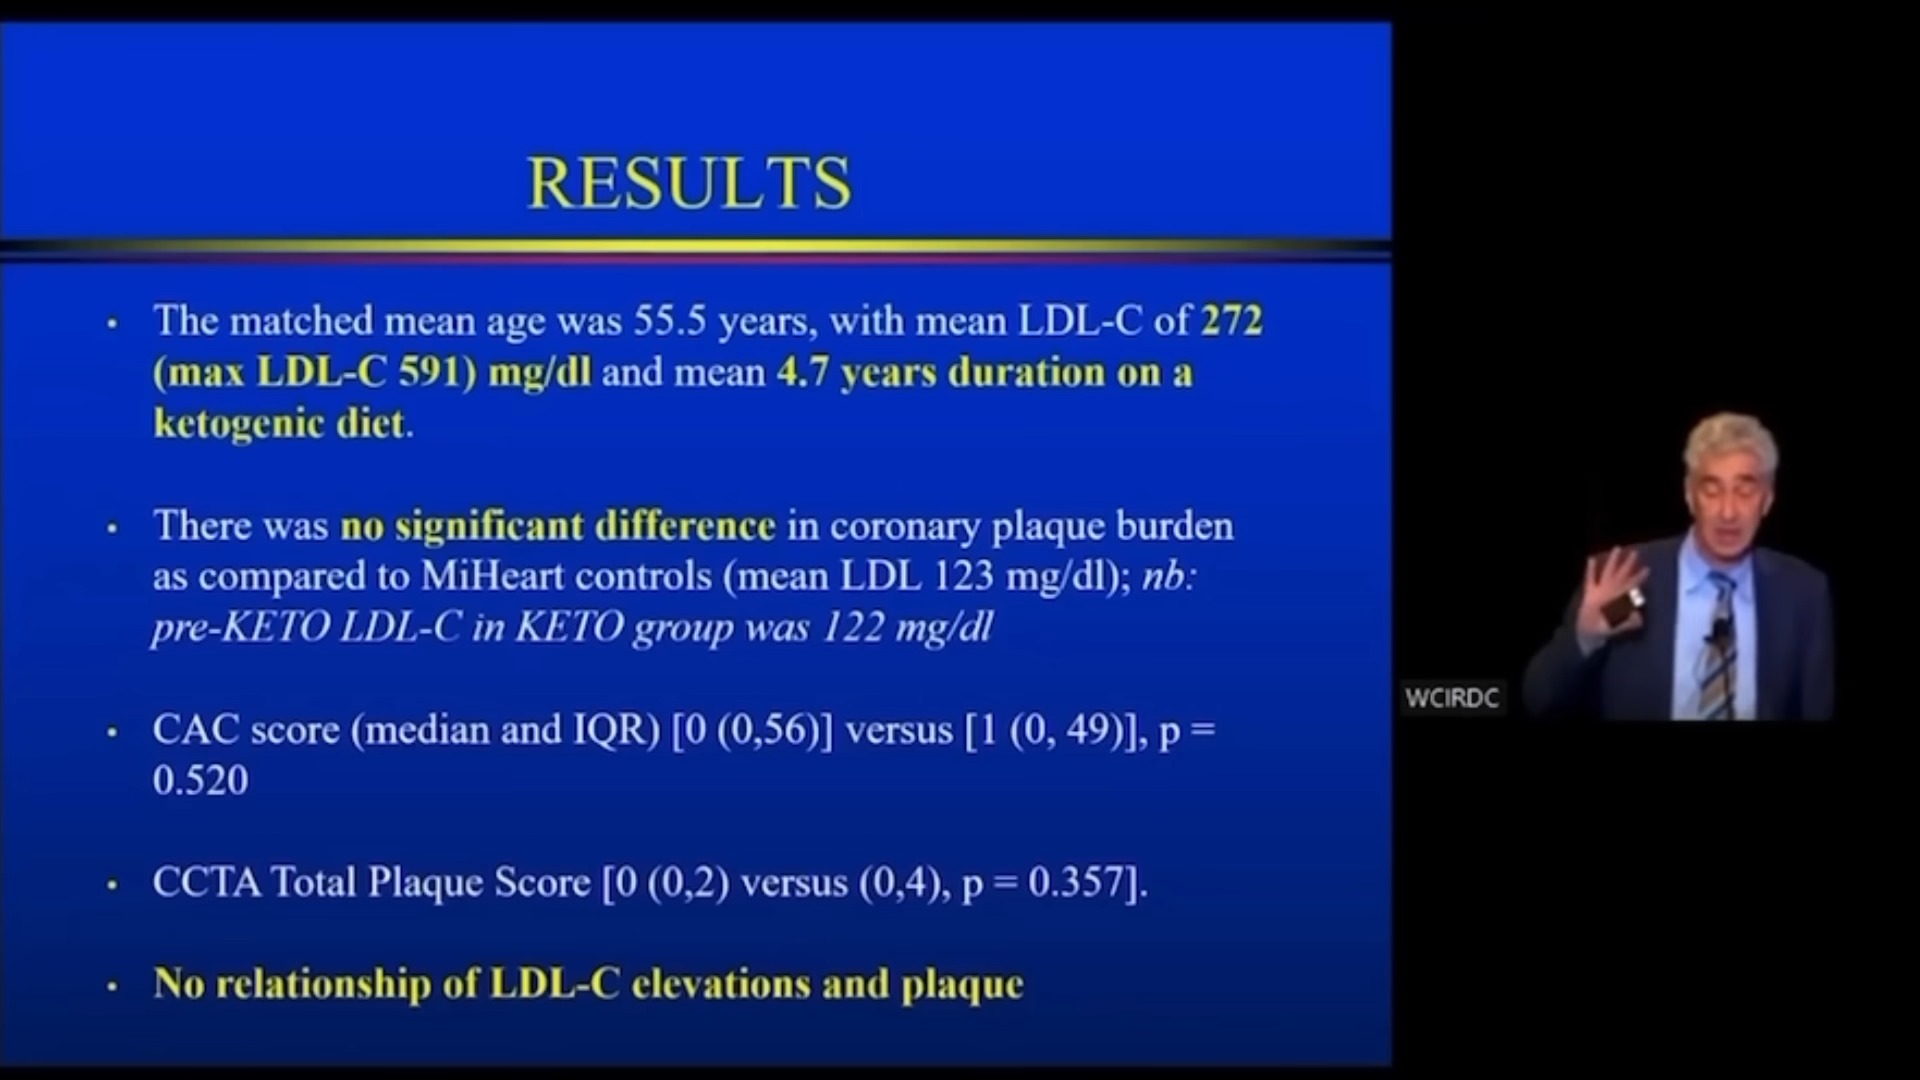 RESULTS
• The matched mean age was 55.5 years, with mean LDL-C of 272
(max LDL-C 591) mg/dl and mean 4.7 years duration on a
ketogenic diet.
• There was no significant difference in coronary plaque burden
as compared to MiHeart controls (mean LDL 123 mg/dl); nb:
pre-KETO LDL-C in KETO group was 122 mg/dl
WCIRDC
• CAC score (median and IQR) [0 (0,56)] versus [1 (0, 49)], p =
0.520
• CCTA Total Plaque Score [0 (0,2) versus (0,4), p = 0.357].
• No relationship of LDL-C elevations and plaque